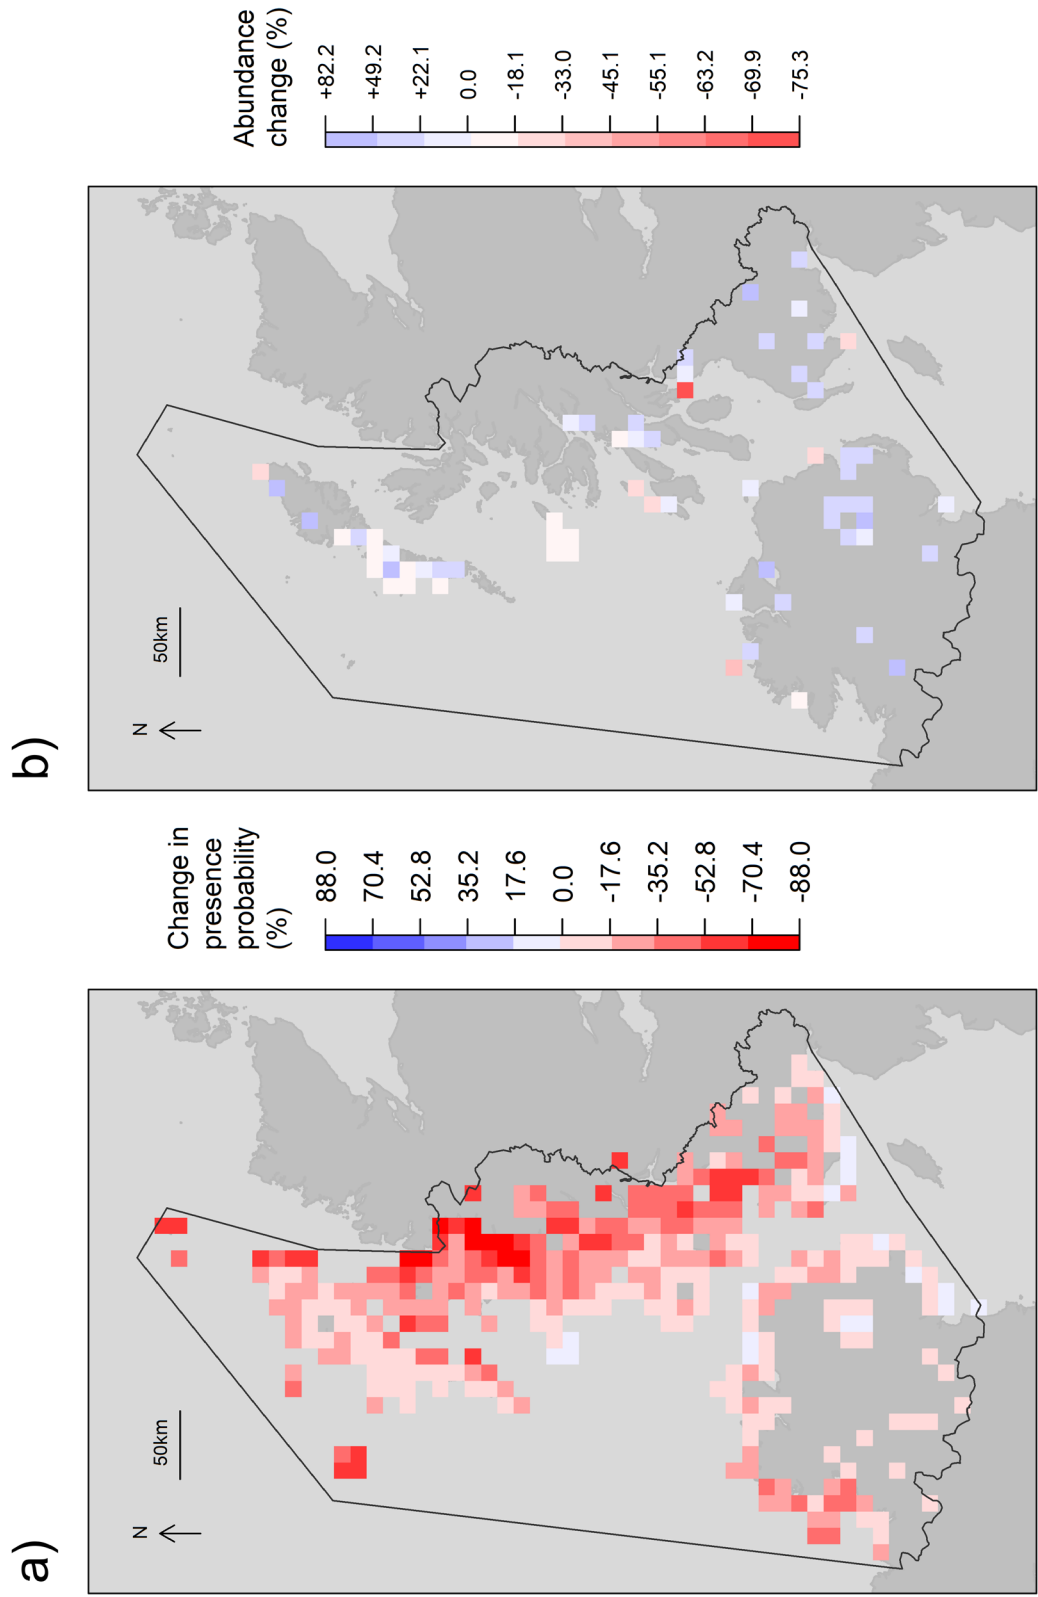 a)
N
50km
Change in
presence
probability
(%)
88.0
70.4
52.8
35.2
17.6
0.0
-17.6
-35.2
-52.8
-70.4
-88.0
b)
N
50km
Abundance
change (%)
+82.2
+49.2
+22.1
0.0
-18.1
-33.0
-45.1
-55.1
-63.2
-69.9
-75.3